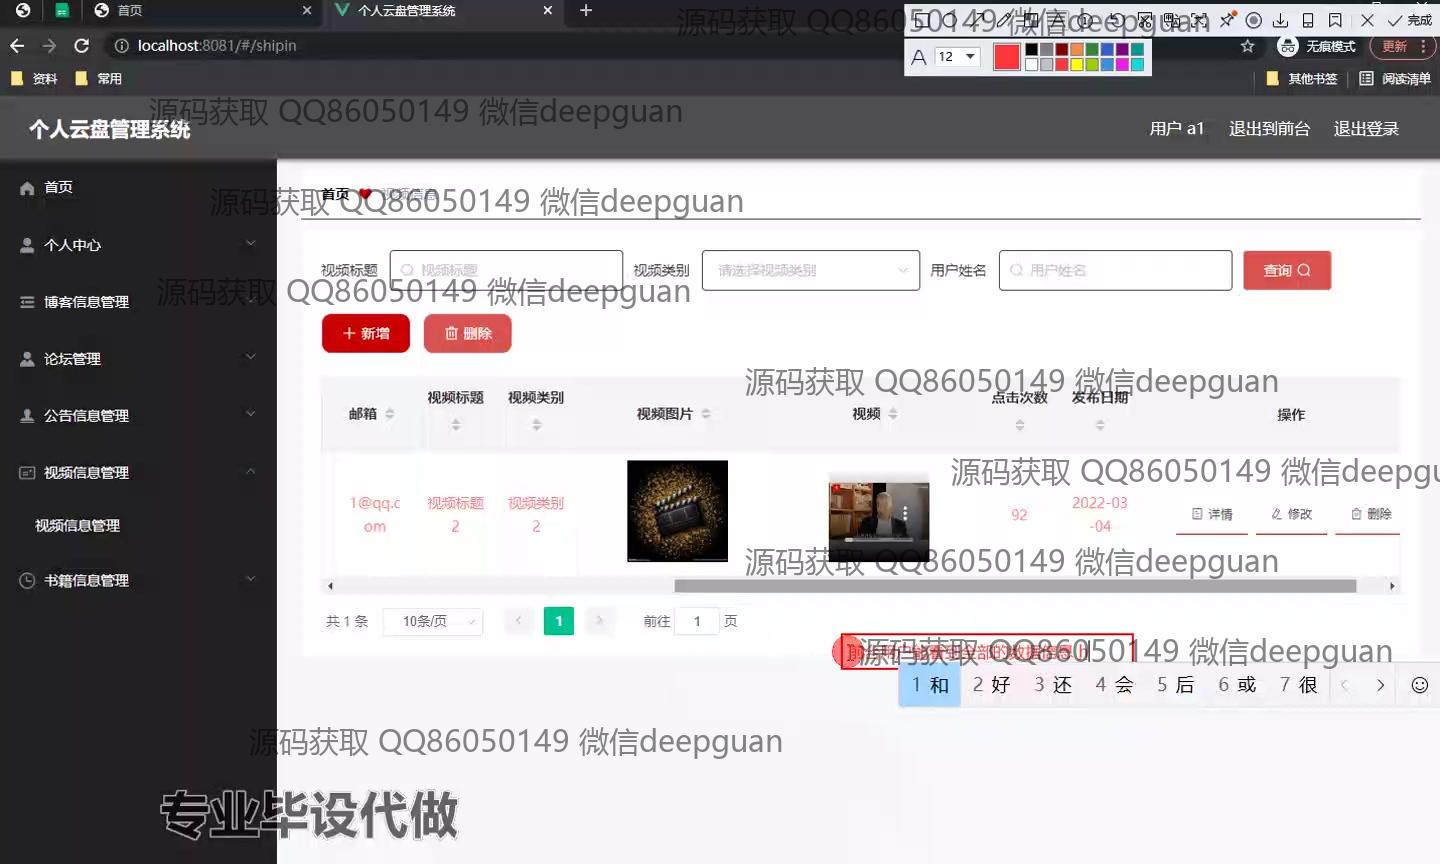 首页
个人云盘管理系统
源码获取 QQ86050149 微信deepguan
完成
localhost:8081/#/shipin
12
无痕模式
更新
资料
常用
其他书签
阅读清单
源码获取 QQ86050149 微信deepguan
个人云盘管理系统
用户 a1
退出到前台
退出登录
首页
个人中心
博客信息管理
论坛管理
公告信息管理
视频信息管理
视频信息管理
书籍信息管理
首页
视频信息
源码获取 QQ86050149 微信deepguan
视频标题
视频标题
视频类别
请选择视频类别
用户姓名
用户姓名
查询
源码获取 QQ86050149 微信deepguan
新增
删除
源码获取 QQ86050149 微信deepguan
邮箱
视频标题
视频类别
视频图片
视频
点击次数
发布日期
操作
源码获取 QQ86050149 微信deepgu
1@qq.c
om
视频标题
2
视频类别
2
92
2022-03
-04
详情
修改
删除
源码获取 QQ86050149 微信deepguan
共 1 条
10条/页
1
前往
1
页
源码获取 QQ86050149 微信deepguan
1 和 2 好 3 还 4 会 5 后 6 或 7 很
源码获取 QQ86050149 微信deepguan
专业毕设代做